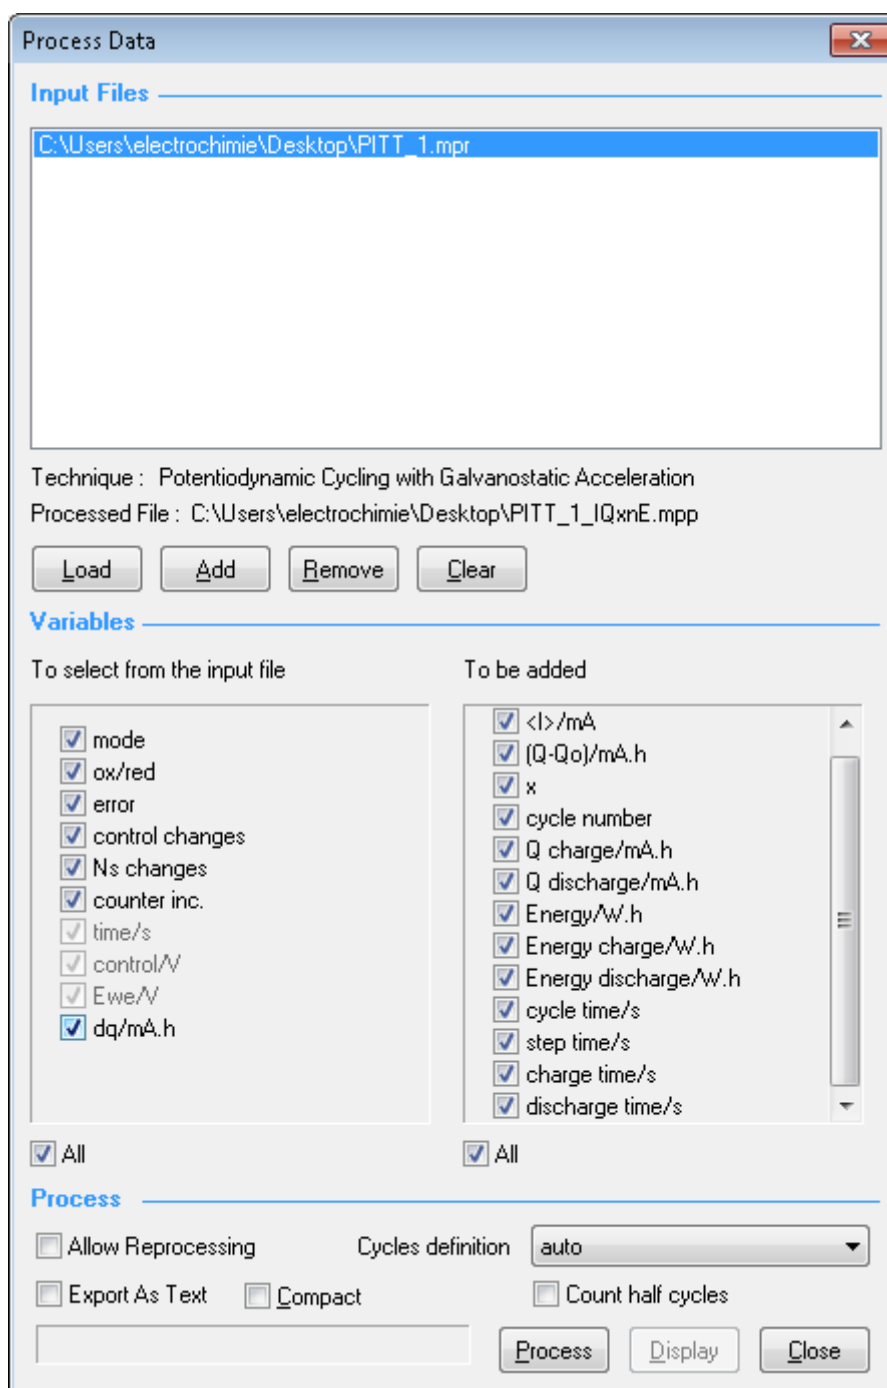 Process Data
Input Files
C:\Users\electrochimie\Desktop\PITT_1.mpr
Technique : Potentiodynamic Cycling with Galvanostatic Acceleration
Processed File : C:\Users\electrochimie\Desktop\PITT_1_IQxnE.mpp
Load Add Remove Clear
Variables
To select from the input file
mode
ox/red
error
control changes
Ns changes
counter inc.
time/s
control/V
Ewe/V
dq/mA.h
All
To be added
<I>/mA
(Q-Qo)/mA.h
x
cycle number
Q charge/mA.h
Q discharge/mA.h
Energy/W.h
Energy charge/W.h
Energy discharge/W.h
cycle time/s
step time/s
charge time/s
discharge time/s
All
Process
Allow Reprocessing Cycles definition auto
Export As Text Compact Count half cycles
Process Display Close